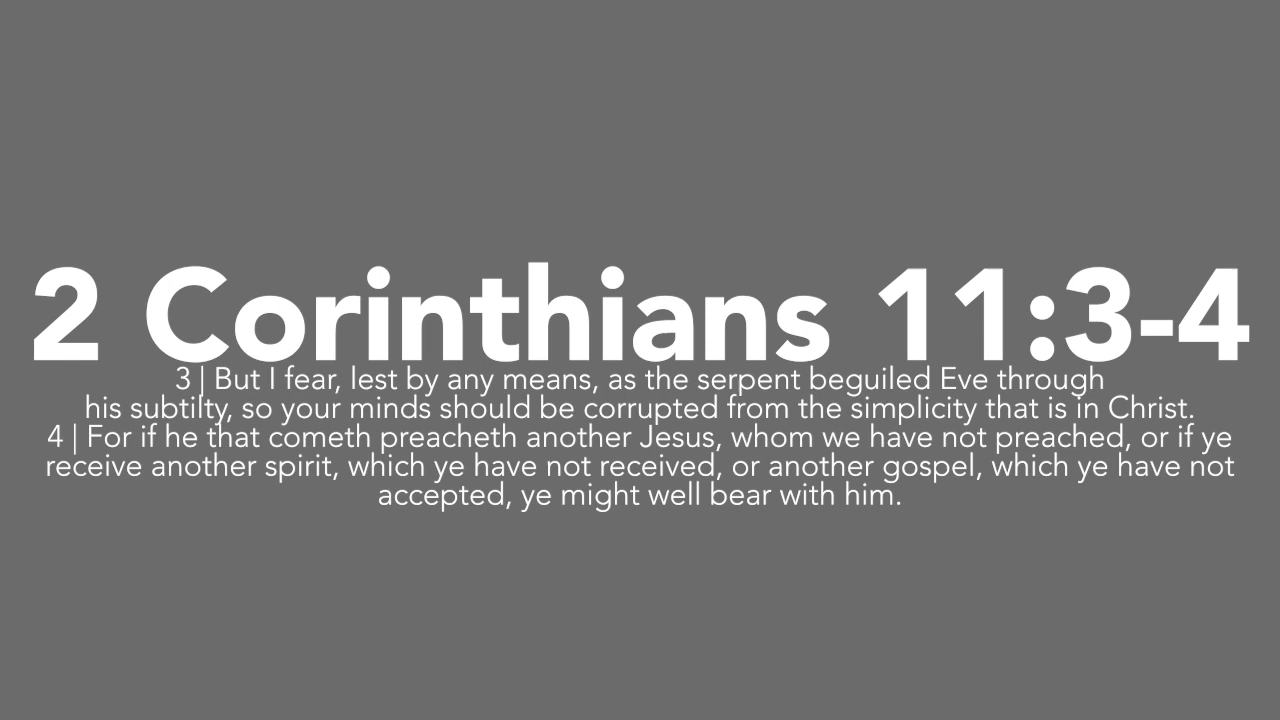 2 Corinthians 11:3-4
3 | But I fear, lest by any means, as the serpent beguiled Eve through
his subtilty, so your minds should be corrupted from the simplicity that is in Christ.
4 | For if he that cometh preacheth another Jesus, whom we have not preached, or if ye
receive another spirit, which ye have not received, or another gospel, which ye have not
accepted, ye might well bear with him.